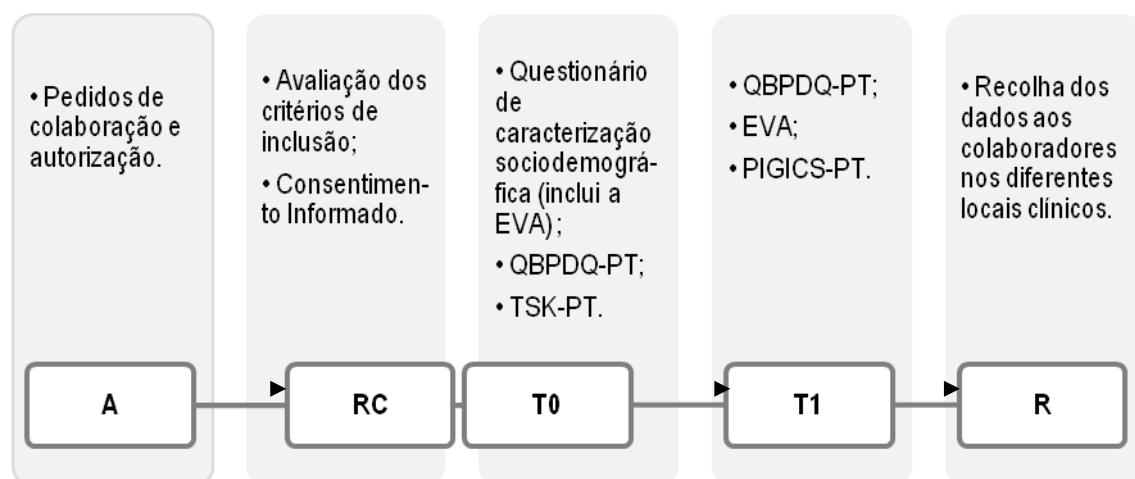 • Pedidos de
colaboração e
autorização.
• Avaliação dos
critérios de
inclusão;
• Consentimen-
to Informado.
• Questionário
de
caracterização
sociodemográ-
fica (inclui a
EVA);
• QBPDQ-PT;
• TSK-PT.
• QBPDQ-PT;
• EVA;
• PIGICS-PT.
• Recolha dos
dados aos
colaboradores
nos diferentes
locais clínicos.
A
RC
T0
T1
R